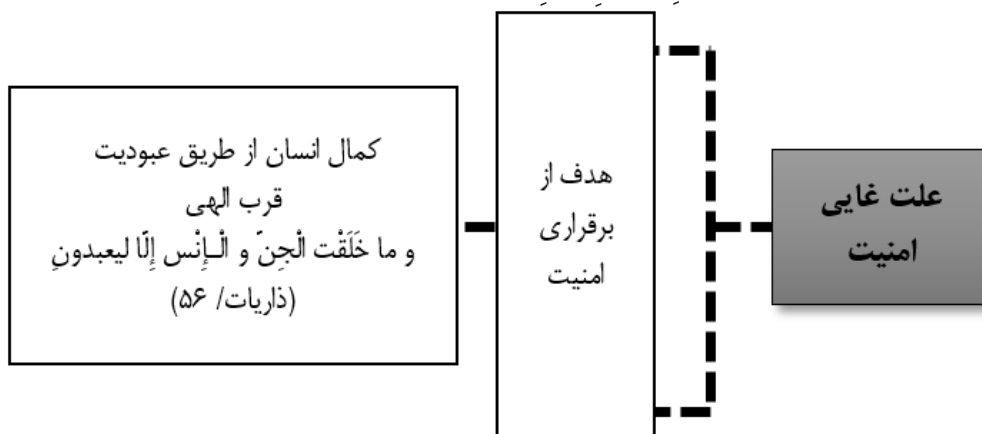 علت غایی
امنیت
هدف از
برقراری
امنیت
کمال انسان از طریق عبودیت
قرب الهی
و ما خَلَقْت الْجِنّ و الْـإِنْس إِلّا لیعبدونِ
(ذاریات/ ۵۶)